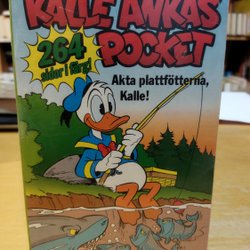 KALLE ANKAS
POCKET
264
sidor i färg!
Akta plattfötterna,
Kalle!